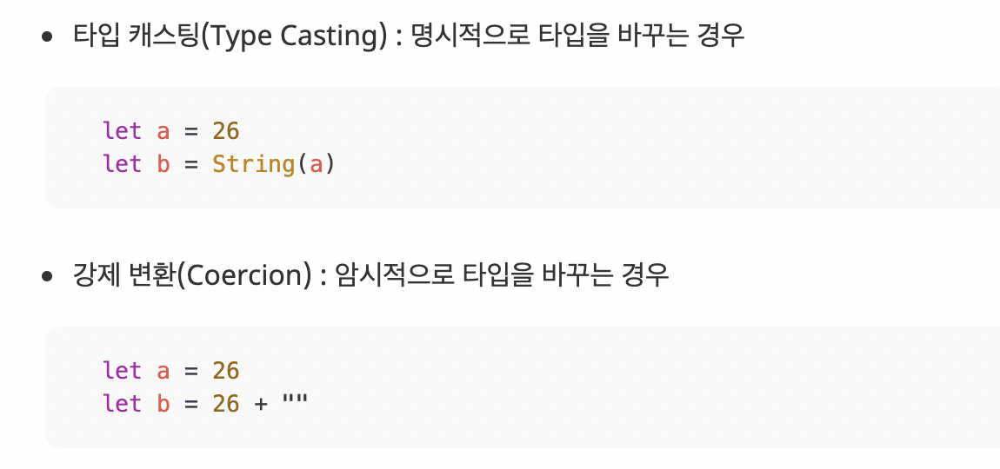 • 타입 캐스팅(Type Casting) : 명시적으로 타입을 바꾸는 경우
let a = 26
let b = String(a)
• 강제 변환(Coercion) : 암시적으로 타입을 바꾸는 경우
let a = 26
let b = 26 + ""